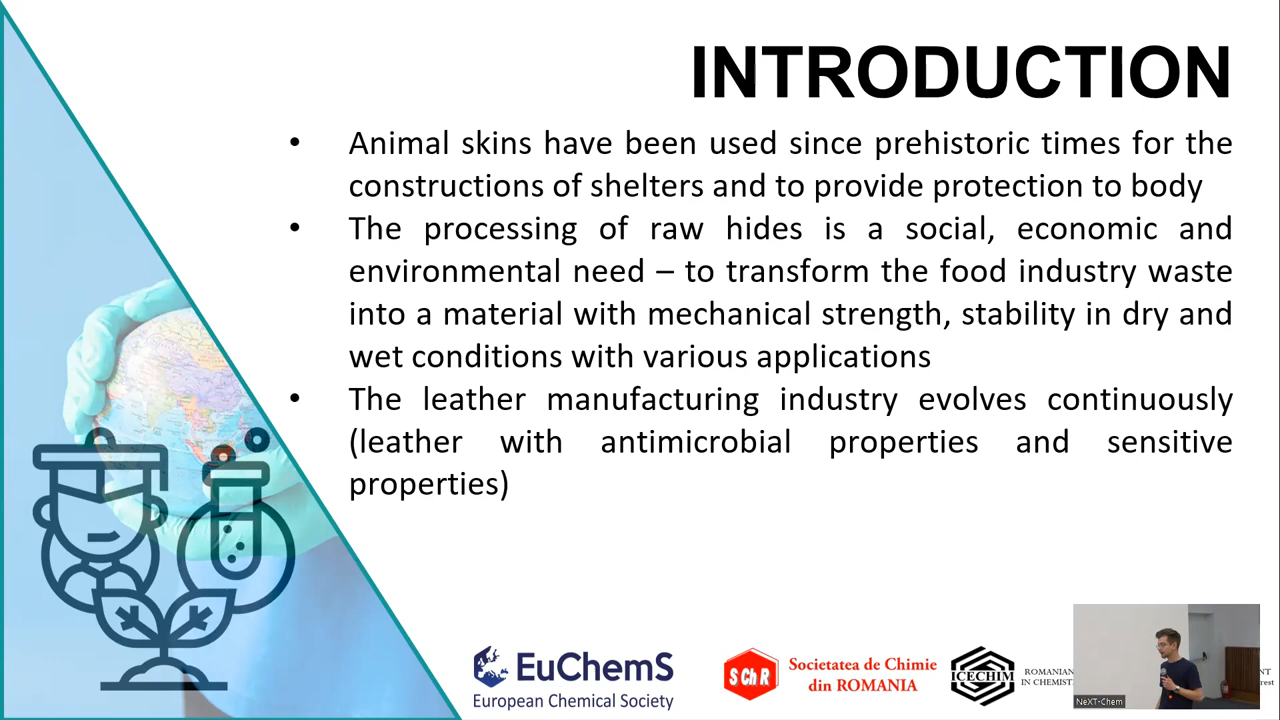 INTRODUCTION
• Animal skins have been used since prehistoric times for the
constructions of shelters and to provide protection to body
• The processing of raw hides is a social, economic and
environmental need – to transform the food industry waste
into a material with mechanical strength, stability in dry and
wet conditions with various applications
• The leather manufacturing industry evolves continuously
(leather with antimicrobial properties and sensitive
properties)
EuChemS
European Chemical Society
SChR
Societatea de Chimie
din ROMANIA
ICECHIM
ROMANIAN
IN CHEMIST
NT
rest
NeXT-Chem